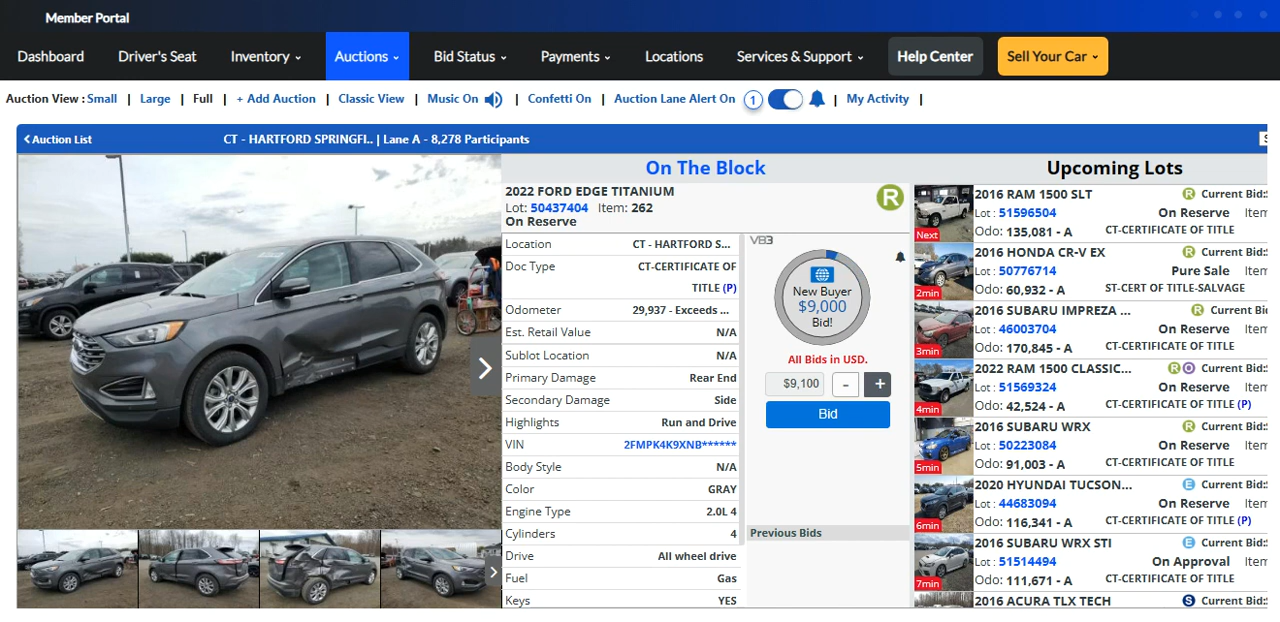 Member Portal
Dashboard Driver's Seat Inventory Auctions Bid Status Payments Locations Services & Support Help Center Sell Your Car
Auction View : Small | Large | Full | + Add Auction | Classic View | Music On | Confetti On | Auction Lane Alert On 1 | My Activity |
Auction List CT - HARTFORD SPRINGFI.. | Lane A - 8,278 Participants
On The Block
2022 FORD EDGE TITANIUM
Lot: 50437404 Item: 262
On Reserve
R
Location CT - HARTFORD S...
Doc Type CT-CERTIFICATE OF
TITLE (P)
Odometer 29,937 - Exceeds ...
Est. Retail Value N/A
Sublot Location N/A
Primary Damage Rear End
Secondary Damage Side
Highlights Run and Drive
VIN 2FMPK4K9XNB******
Body Style N/A
Color GRAY
Engine Type 2.0L 4
Cylinders 4
Drive All wheel drive
Fuel Gas
Keys YES
VB3
New Buyer
$9,000
Bid!
All Bids in USD.
$9,100 - +
Bid
Previous Bids
Upcoming Lots
2016 RAM 1500 SLT R Current Bid:
Lot : 51596504 On Reserve Item
Next Odo: 135,081 - A CT-CERTIFICATE OF TITLE
2016 HONDA CR-V EX R Current Bid:
Lot : 50776714 Pure Sale Item
2min Odo: 60,932 - A ST-CERT OF TITLE-SALVAGE
2016 SUBARU IMPREZA ... R Current Bi
Lot : 46003704 On Reserve Item
3min Odo: 170,845 - A CT-CERTIFICATE OF TITLE
2022 RAM 1500 CLASSIC... R O Current Bid:
Lot : 51569324 On Reserve Item
4min Odo: 42,524 - A CT-CERTIFICATE OF TITLE (P)
2016 SUBARU WRX R Current Bid:
Lot : 50223084 On Reserve Item
5min Odo: 91,003 - A CT-CERTIFICATE OF TITLE
2020 HYUNDAI TUCSON... E Current Bid:
Lot : 44683094 On Reserve Item
6min Odo: 116,341 - A CT-CERTIFICATE OF TITLE (P)
2016 SUBARU WRX STI E Current Bid:
Lot : 51514494 On Approval Item
7min Odo: 111,671 - A CT-CERTIFICATE OF TITLE
2016 ACURA TLX TECH S Current Bid: